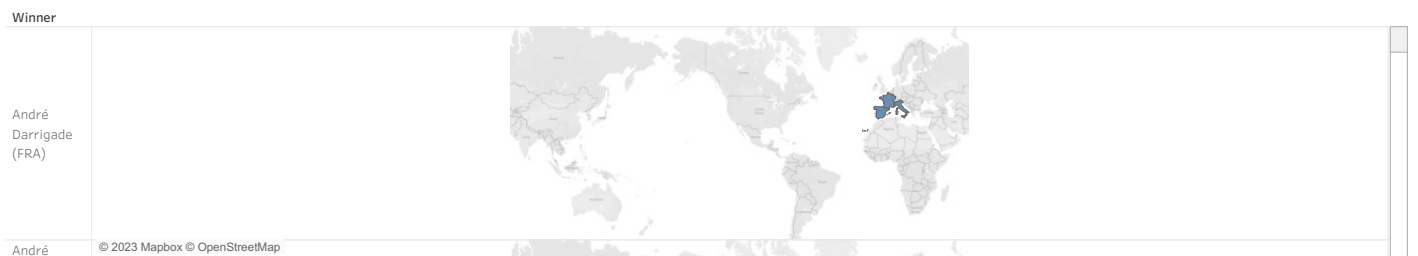 Winner
André
Darrigade
(FRA)
© 2023 Mapbox © OpenStreetMap
André